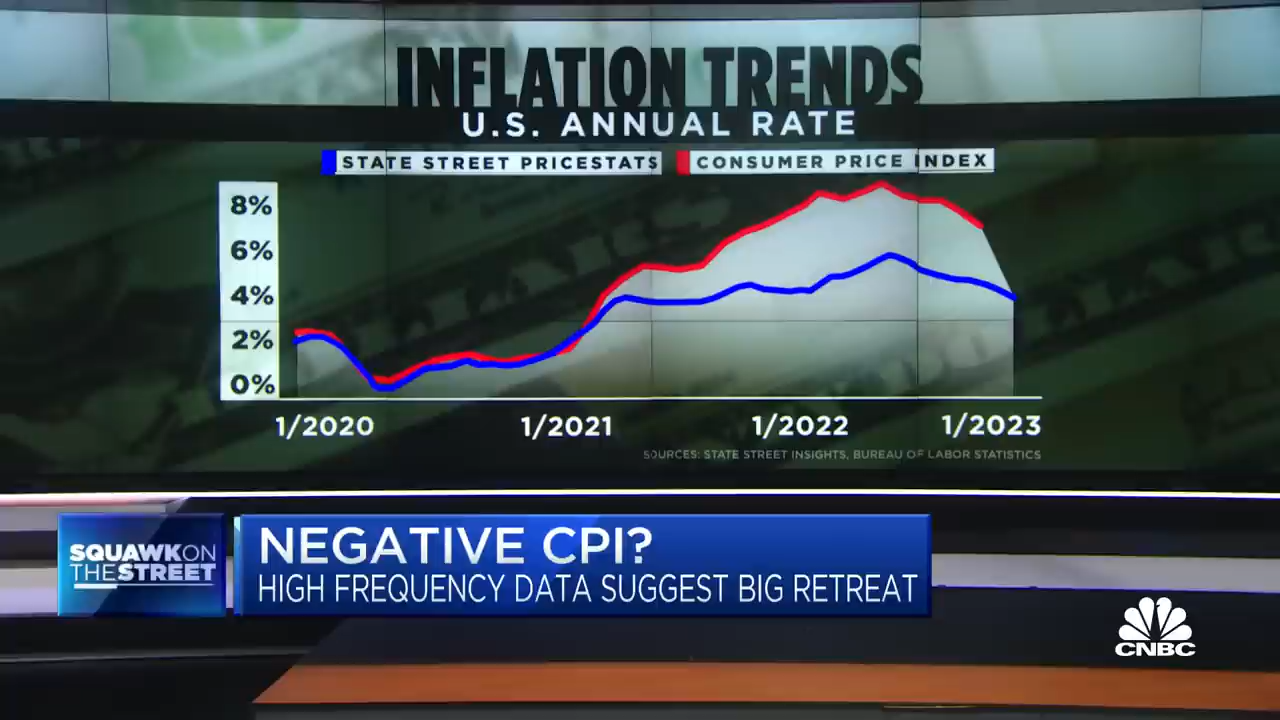 INFLATION TRENDS
U.S. ANNUAL RATE
STATE STREET PRICESTATS CONSUMER PRICE INDEX
8%
6%
4%
2%
0%
1/2020 1/2021 1/2022 1/2023
SOURCES: STATE STREET INSIGHTS, BUREAU OF LABOR STATISTICS
SQUAWK ON
THE STREET
NEGATIVE CPI?
HIGH FREQUENCY DATA SUGGEST BIG RETREAT
CNBC